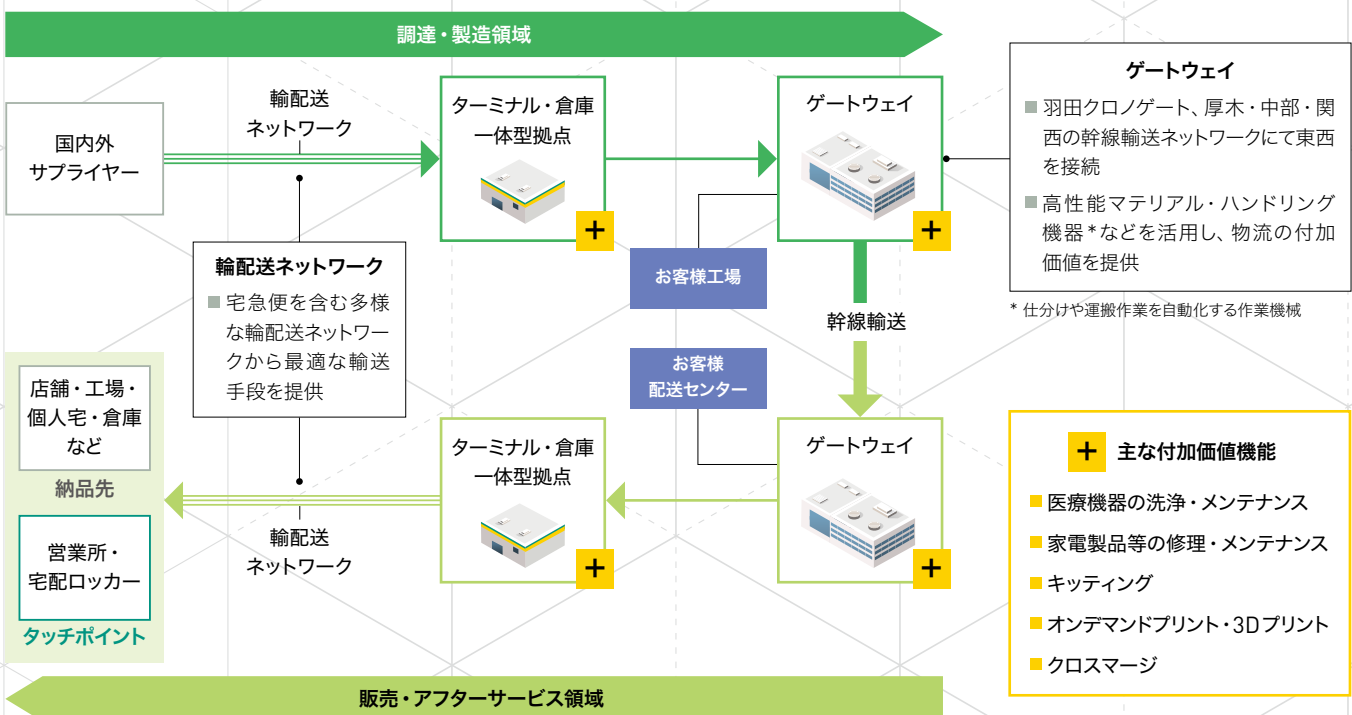 調達・製造領域
国内外
サプライヤー
輸配送
ネットワーク
ターミナル・倉庫
一体型拠点
+
ゲートウェイ
+
ゲートウェイ
■ 羽田クロノゲート、厚木・中部・関
西の幹線輸送ネットワークにて東西
を接続
■ 高性能マテリアル・ハンドリング
機器*などを活用し、物流の付加
価値を提供
* 仕分けや運搬作業を自動化する作業機械
輸配送ネットワーク
■ 宅急便を含む多様
な輸配送ネットワー
クから最適な輸送
手段を提供
お客様工場
幹線輸送
お客様
配送センター
店舗・工場・
個人宅・倉庫
など
納品先
営業所・
宅配ロッカー
タッチポイント
輸配送
ネットワーク
ターミナル・倉庫
一体型拠点
+
ゲートウェイ
+
+ 主な付加価値機能
■ 医療機器の洗浄・メンテナンス
■ 家電製品等の修理・メンテナンス
■ キッティング
■ オンデマンドプリント・3Dプリント
■ クロスマージ
販売・アフターサービス領域